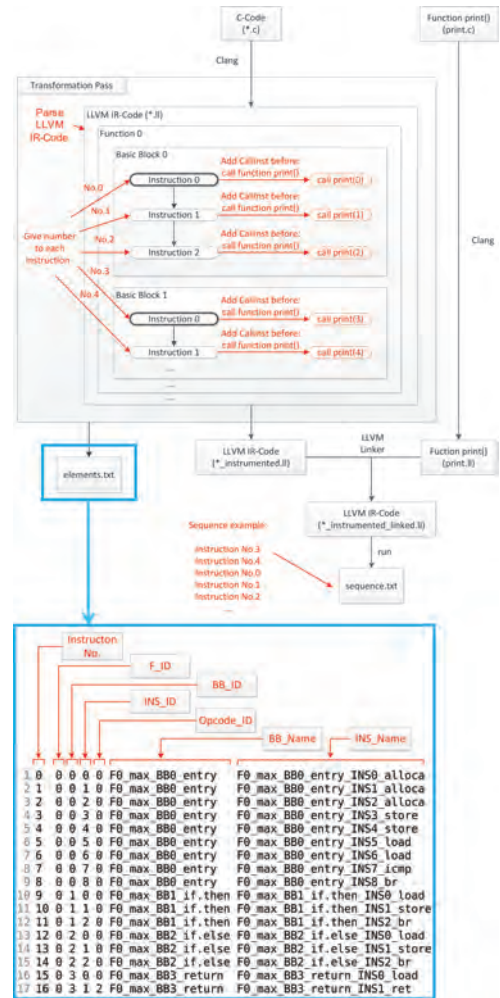 C-Code
(*.c)
Function print()
(print.c)
Clang
Transformation Pass
Parse
LLVM
IR-Code
LLVM IR-Code (*.ll)
Function 0
Basic Block 0
No.0
Instruction 0
Add CallInst before:
call function print()
call print(0)
No.1
Instruction 1
Add CallInst before:
call function print()
call print(1)
Give number
to each
instruction
No.2
Instruction 2
Add CallInst before:
call function print()
call print(2)
Clang
No.3
No.4
Basic Block 1
Instruction 0
Add CallInst before:
call function print()
call print(3)
Instruction 1
Add CallInst before:
call function print()
call print(4)
...
...
...
elements.txt
LLVM IR-Code
(*_instrumented.ll)
LLVM
Linker
Fuction print()
(print.ll)
LLVM IR-Code
(*_instrumented_linked.ll)
Sequence example:
Instruction No.3
Instruction No.4
Instruction No.0
Instruction No.1
Instruction No.2
...
run
sequence.txt
Instructon
No.
F_ID
BB_ID
INS_ID
Opcode_ID
BB_Name
INS_Name
1 0 0 0 0 0 F0_max_BB0_entry F0_max_BB0_entry_INS0_alloca
2 1 0 0 1 0 F0_max_BB0_entry F0_max_BB0_entry_INS1_alloca
3 2 0 0 2 0 F0_max_BB0_entry F0_max_BB0_entry_INS2_alloca
4 3 0 0 3 0 F0_max_BB0_entry F0_max_BB0_entry_INS3_store
5 4 0 0 4 0 F0_max_BB0_entry F0_max_BB0_entry_INS4_store
6 5 0 0 5 0 F0_max_BB0_entry F0_max_BB0_entry_INS5_load
7 6 0 0 6 0 F0_max_BB0_entry F0_max_BB0_entry_INS6_load
8 7 0 0 7 0 F0_max_BB0_entry F0_max_BB0_entry_INS7_icmp
9 8 0 0 8 0 F0_max_BB0_entry F0_max_BB0_entry_INS8_br
10 9 0 1 0 0 F0_max_BB1_if.then F0_max_BB1_if.then_INS0_load
11 10 0 1 1 0 F0_max_BB1_if.then F0_max_BB1_if.then_INS1_store
12 11 0 1 2 0 F0_max_BB1_if.then F0_max_BB1_if.then_INS2_br
13 12 0 2 0 0 F0_max_BB2_if.else F0_max_BB2_if.else_INS0_load
14 13 0 2 1 0 F0_max_BB2_if.else F0_max_BB2_if.else_INS1_store
15 14 0 2 2 0 F0_max_BB2_if.else F0_max_BB2_if.else_INS2_br
16 15 0 3 0 0 F0_max_BB3_return F0_max_BB3_return_INS0_load
17 16 0 3 1 2 F0_max_BB3_return F0_max_BB3_return_INS1_ret